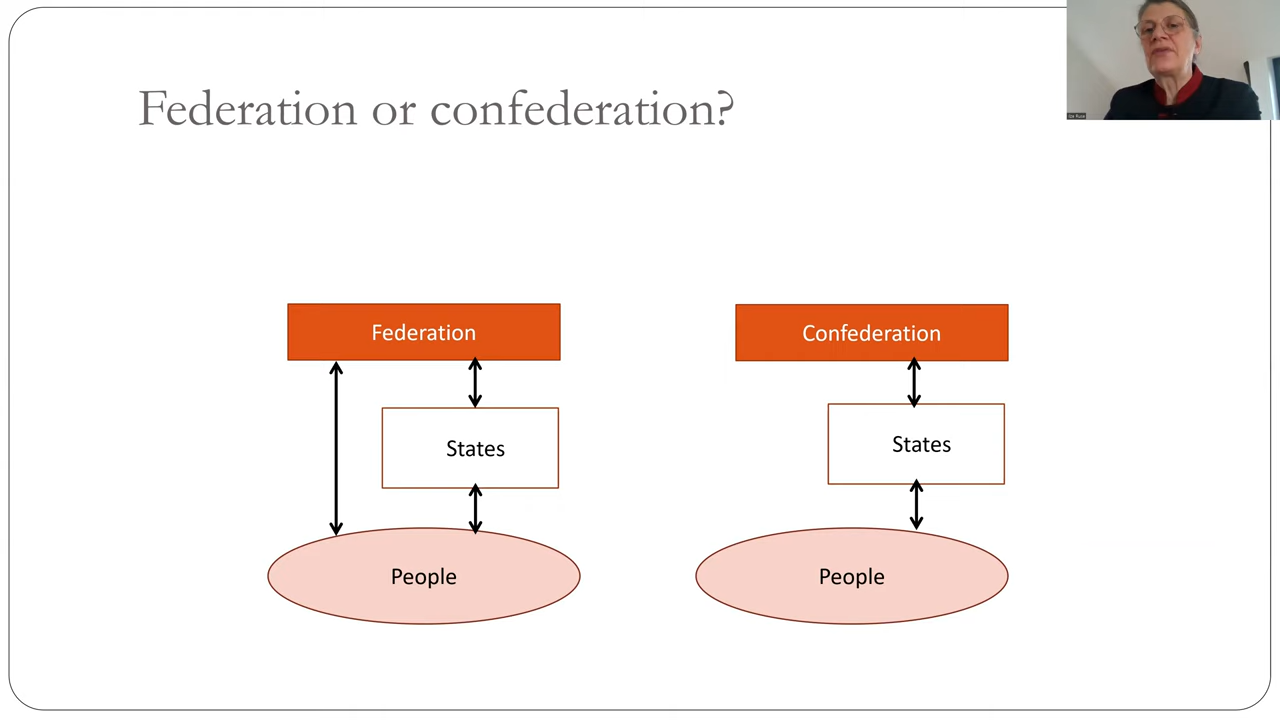 Federation or confederation?
Federation
Confederation
States
States
People
People